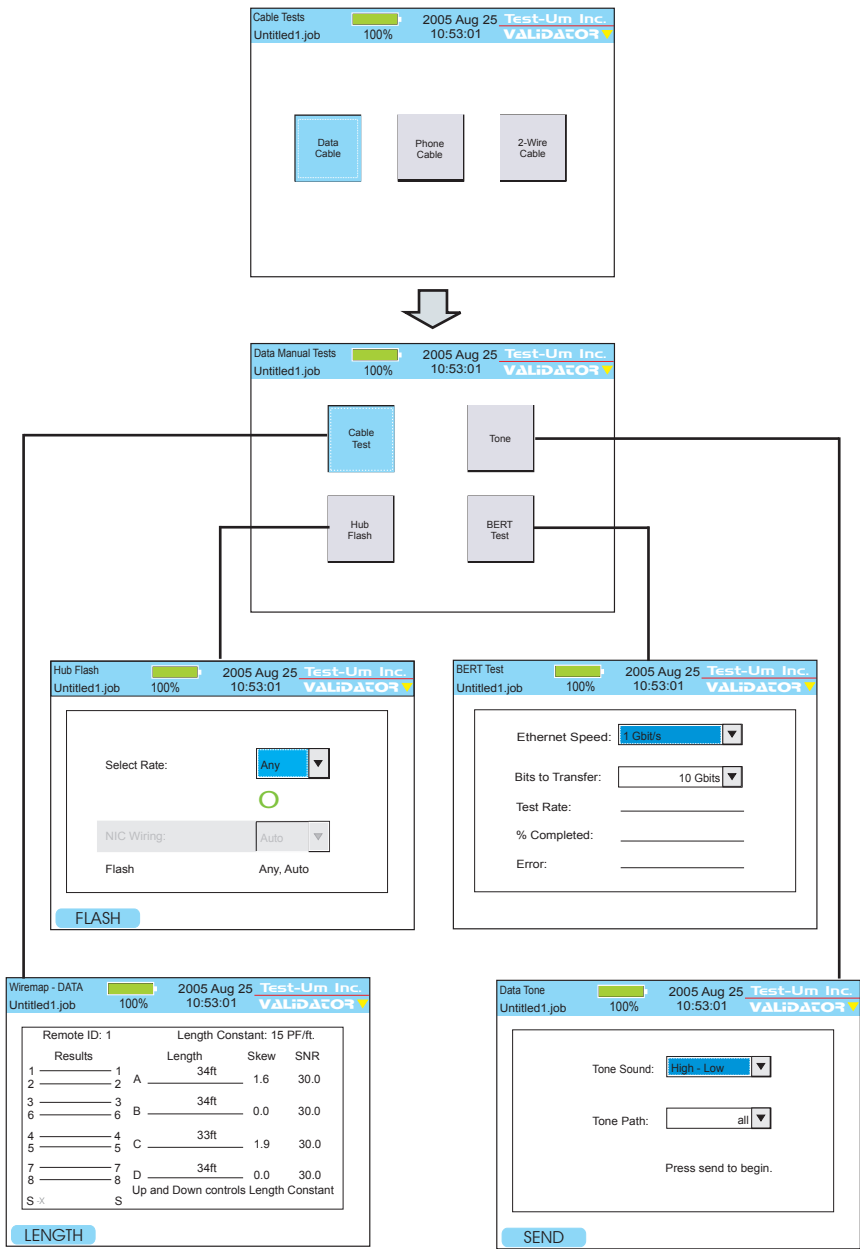 Cable Tests 2005 Aug 25 Test-Um Inc.
Untitled1.job 100% 10:53:01 VALiDATOR
Data Cable
Phone Cable
2-Wire Cable
Data Manual Tests 2005 Aug 25 Test-Um Inc.
Untitled1.job 100% 10:53:01 VALiDATOR
Cable Test
Tone
Hub Flash
BERT Test
Hub Flash 2005 Aug 25 Test-Um Inc.
Untitled1.job 100% 10:53:01 VALiDATOR
Select Rate: Any
O
NIC Wiring: Auto
Flash Any, Auto
FLASH
BERT Test 2005 Aug 25 Test-Um Inc.
Untitled1.job 100% 10:53:01 VALiDATOR
Ethernet Speed: 1 Gbit/s
Bits to Transfer: 10 Gbits
Test Rate:
% Completed:
Error:
Wiremap - DATA 2005 Aug 25 Test-Um Inc.
Untitled1.job 100% 10:53:01 VALiDATOR
Remote ID: 1 Length Constant: 15 PF/ft.
Results Length Skew SNR
1 1 34ft
2 2 A 1.6 30.0
3 3 34ft
6 6 B 0.0 30.0
4 4 33ft
5 5 C 1.9 30.0
7 7 34ft
8 8 D 0.0 30.0
Up and Down controls Length Constant
S -X S
LENGTH
Data Tone 2005 Aug 25 Test-Um Inc.
Untitled1.job 100% 10:53:01 VALiDATOR
Tone Sound: High - Low
Tone Path: all
Press send to begin.
SEND